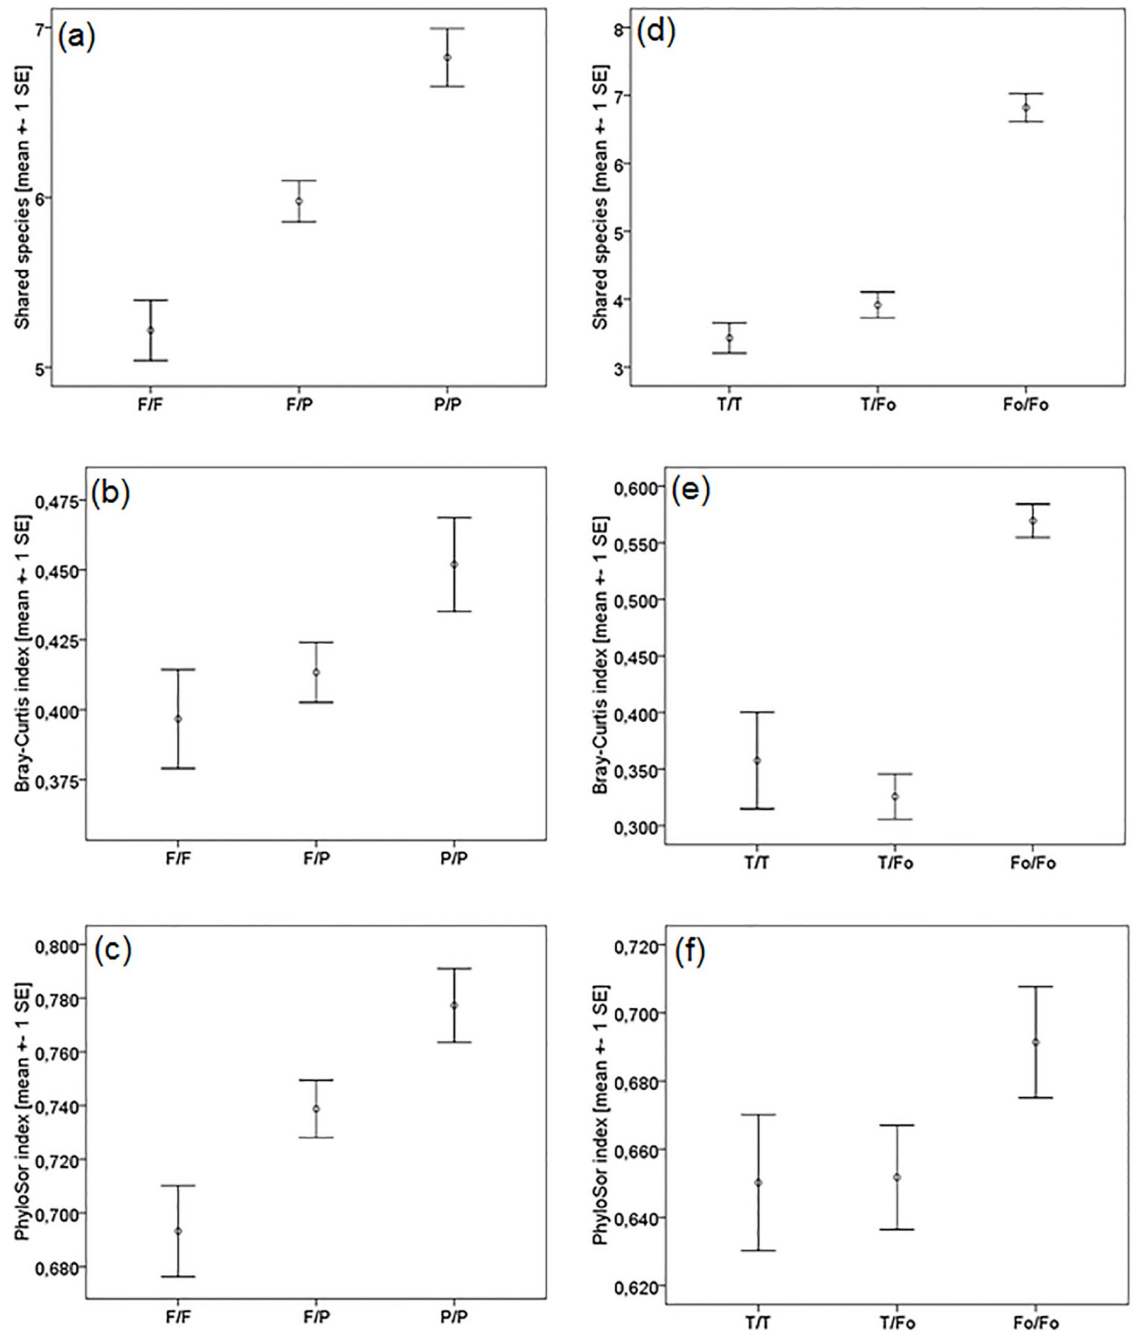 (a)
Shared species [mean +- 1 SE]
7
6
5
F/F F/P P/P
(d)
Shared species [mean +- 1 SE]
8
7
6
5
4
3
T/T T/Fo Fo/Fo
(b)
Bray-Curtis index [mean +- 1 SE]
0,475
0,450
0,425
0,400
0,375
F/F F/P P/P
(e)
Bray-Curtis index [mean +- 1 SE]
0,600
0,550
0,500
0,450
0,400
0,350
0,300
T/T T/Fo Fo/Fo
(c)
PhyloSor index [mean +- 1 SE]
0,800
0,780
0,760
0,740
0,720
0,700
0,680
F/F F/P P/P
(f)
PhyloSor index [mean +- 1 SE]
0,720
0,700
0,680
0,660
0,640
0,620
T/T T/Fo Fo/Fo